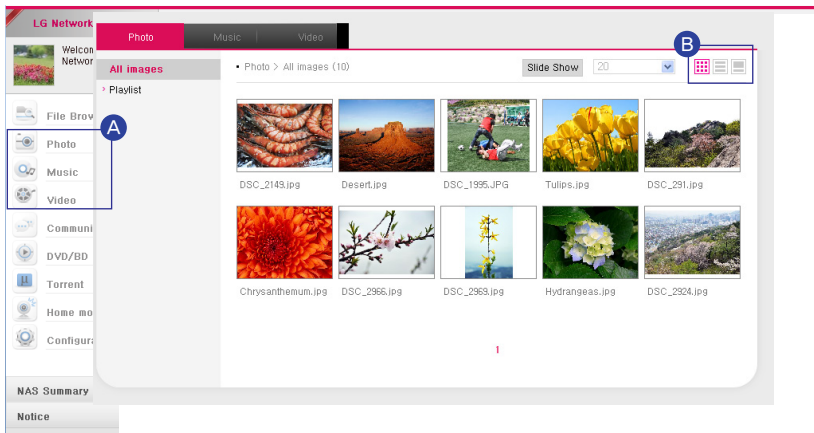 LG Network
Welcon
Networ
File Brow
Photo
Music
Video
Communi
DVD/BD
Torrent
Home mo
Configura
NAS Summary
Notice
A
Photo
Music
Video
All images
Playlist
Photo > All images (10)
Slide Show
20
B
DSC_2149.jpg
Desert.jpg
DSC_1995.JPG
Tulips.jpg
DSC_291.jpg
Chrysanthemum.jpg
DSC_2966.jpg
DSC_2969.jpg
Hydrangeas.jpg
DSC_2924.jpg
1